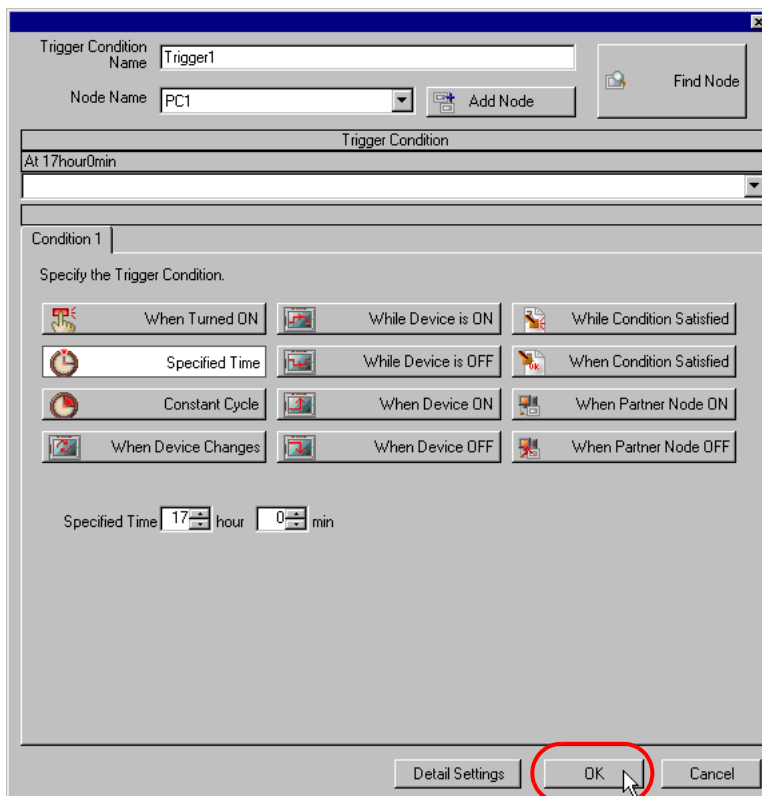 Trigger Condition
Name
Trigger1
Find Node
Node Name
PC1
Add Node
Trigger Condition
At 17hour0min
Condition 1
Specify the Trigger Condition.
When Turned ON
While Device is ON
While Condition Satisfied
Specified Time
While Device is OFF
When Condition Satisfied
Constant Cycle
When Device ON
When Partner Node ON
When Device Changes
When Device OFF
When Partner Node OFF
Specified Time 17 hour 0 min
Detail Settings
OK
Cancel